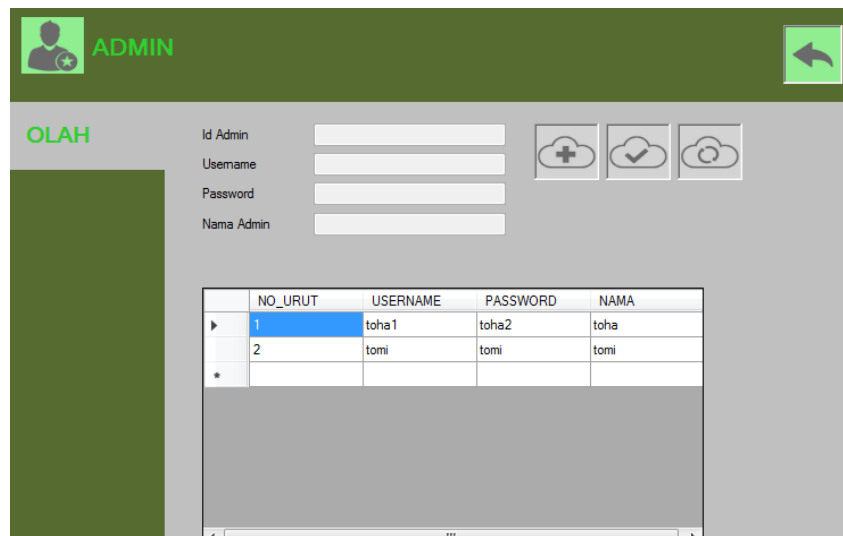 ADMIN
OLAH
Id Admin
Username
Password
Nama Admin
NO_URUT USERNAME PASSWORD NAMA
1 toha1 toha2 toha
2 tomi tomi tomi